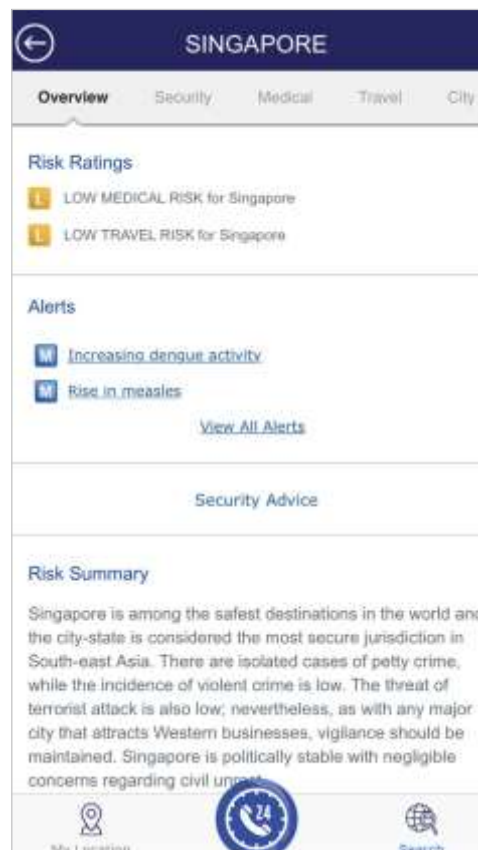 SINGAPORE
Overview Security Medical Travel City
Risk Ratings
L LOW MEDICAL RISK for Singapore
L LOW TRAVEL RISK for Singapore
Alerts
M Increasing dengue activity
M Rise in measles
View All Alerts
Security Advice
Risk Summary
Singapore is among the safest destinations in the world and
the city-state is considered the most secure jurisdiction in
South-east Asia. There are isolated cases of petty crime,
while the incidence of violent crime is low. The threat of
terrorist attack is also low; nevertheless, as with any major
city that attracts Western businesses, vigilance should be
maintained. Singapore is politically stable with negligible
concerns regarding civil unrest
24
My Location Search